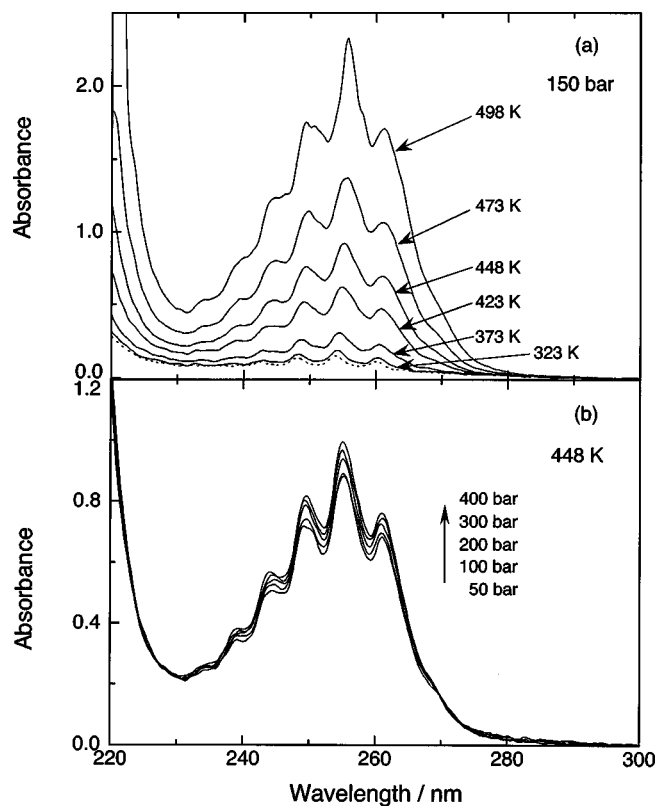 (a)
150 bar
2.0
498 K
Absorbance
1.0
473 K
448 K
423 K
373 K
323 K
0.0
1.2
(b)
448 K
0.8
400 bar
300 bar
200 bar
100 bar
50 bar
Absorbance
0.4
0.0
220 240 260 280 300
Wavelength / nm